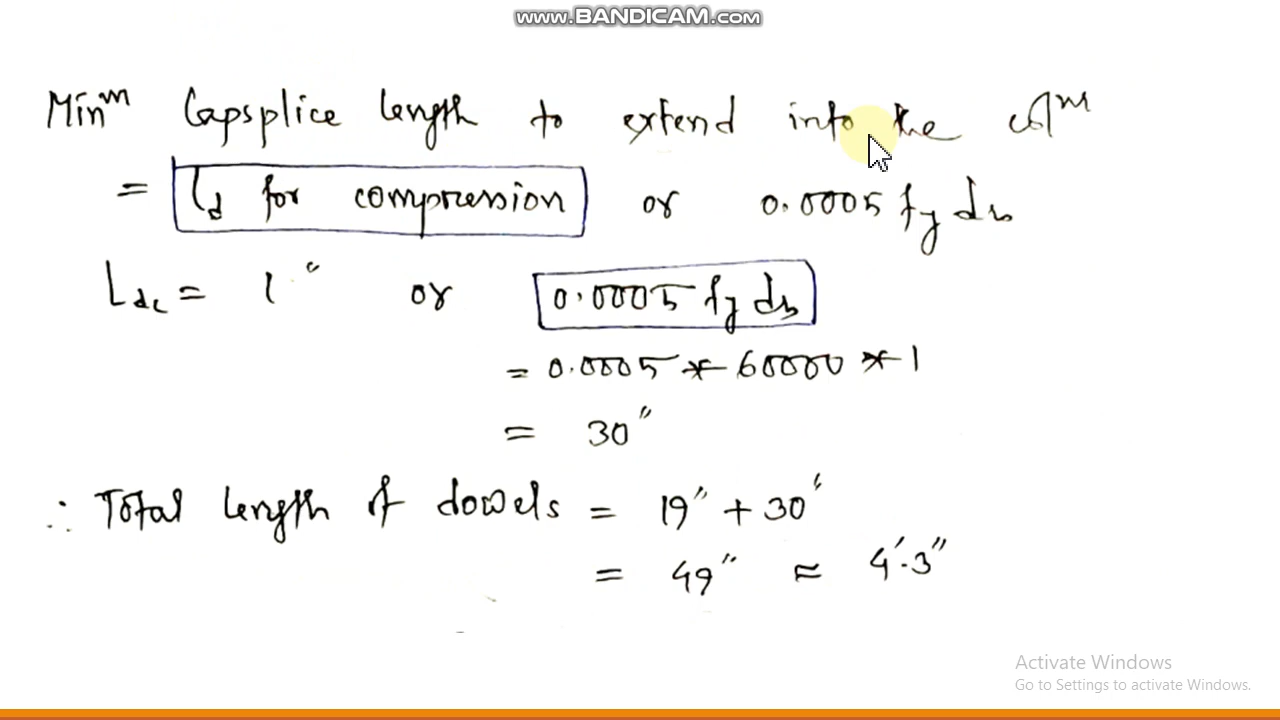 www.BANDICAM.com
Minᵐ Lapsplice length to extend into the colᵐ
= ld for compression or 0.0005 fy db
Ldc = 1" or 0.0005 fy db
= 0.0005 * 60000 * 1
= 30"
∴ Total length of dowels = 19" + 30"
= 49" ≈ 4'.3"
Activate Windows
Go to Settings to activate Windows.